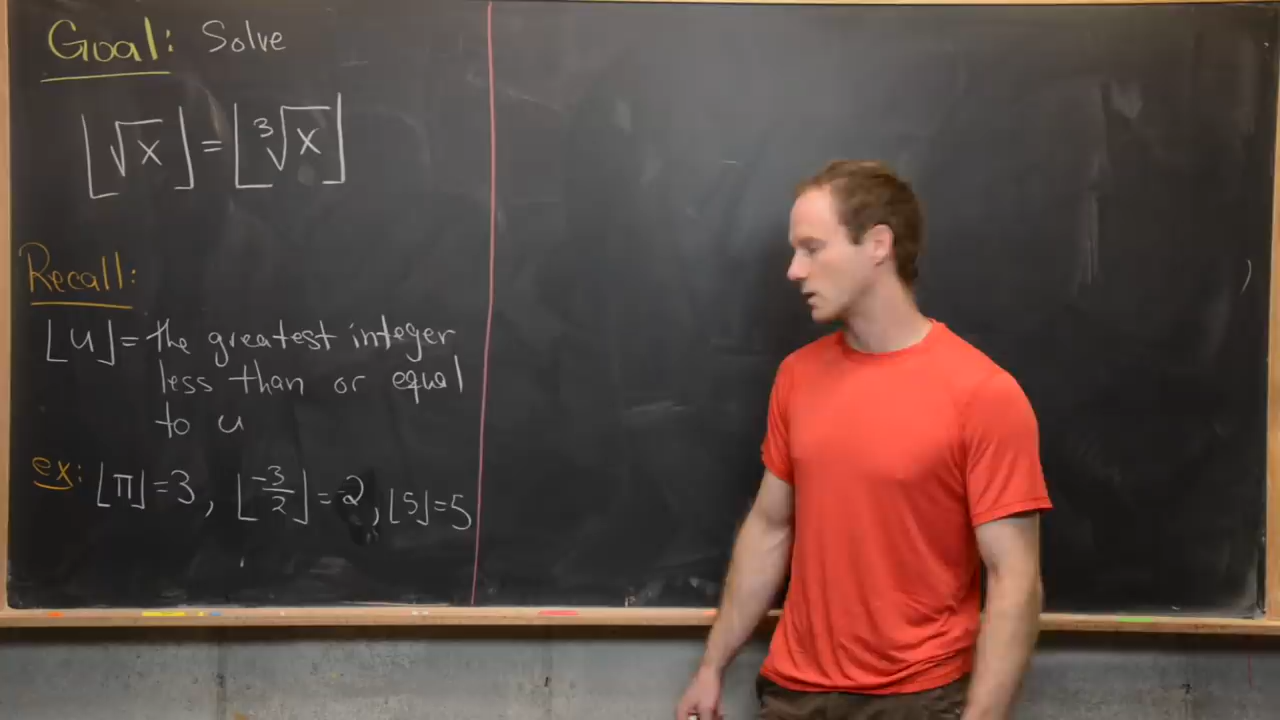 Goal: Solve
⌊√x⌋ = ⌊∛x⌋
Recall:
⌊u⌋ = the greatest integer
less than or equal
to u
ex: ⌊π⌋ = 3, ⌊-3/2⌋ = 2, ⌊5⌋ = 5